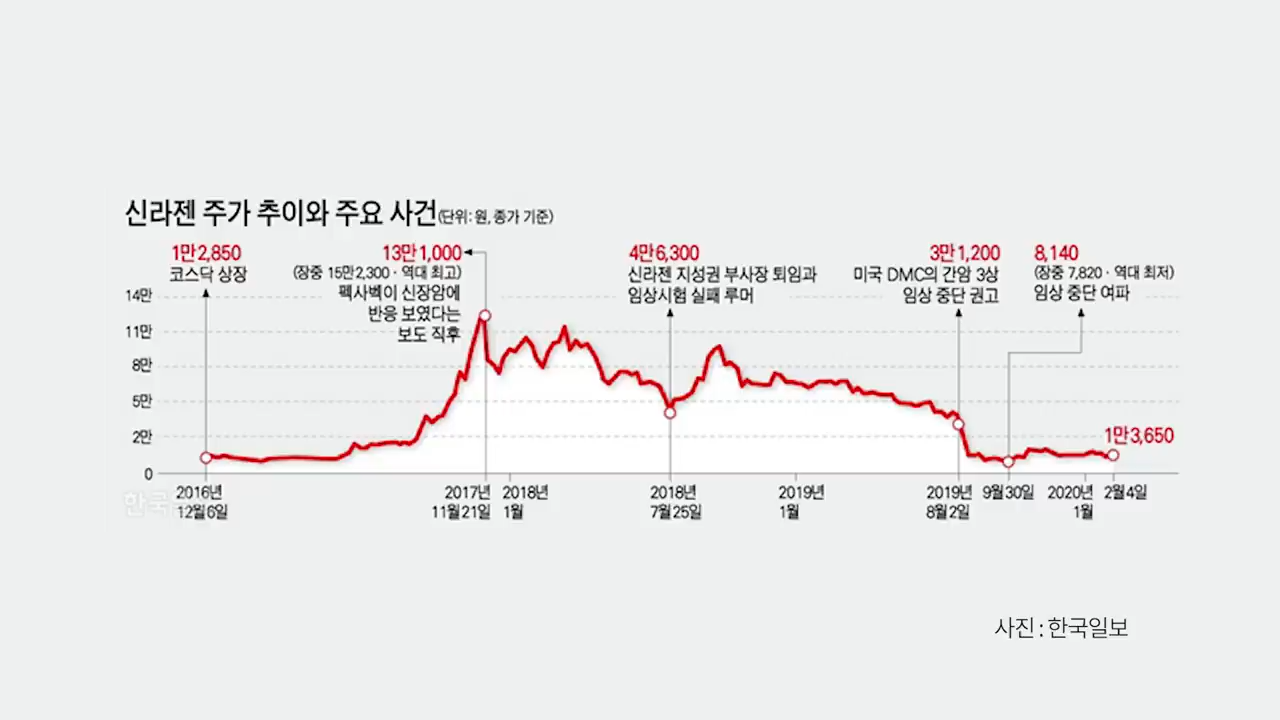 신라젠 주가 추이와 주요 사건(단위: 원, 종가 기준)
1만 2,850
코스닥 상장
13만 1,000
(장중 15만 2,300 · 역대 최고)
펙사벡이 신장암에
반응 보였다는
보도 직후
4만 6,300
신라젠 지성권 부사장 퇴임과
임상시험 실패 루머
3만 1,200
미국 DMC의 간암 3상
임상 중단 권고
8,140
(장중 7,820 · 역대 최저)
임상 중단 여파
14만
11만
8만
5만
2만
0
1만 3,650
2016년
12월 6일
2017년
11월 21일
2018년
1월
2018년
7월 25일
2019년
1월
2019년
8월 2일
9월 30일
2020년
1월
2월 4일
한국
사진 : 한국일보